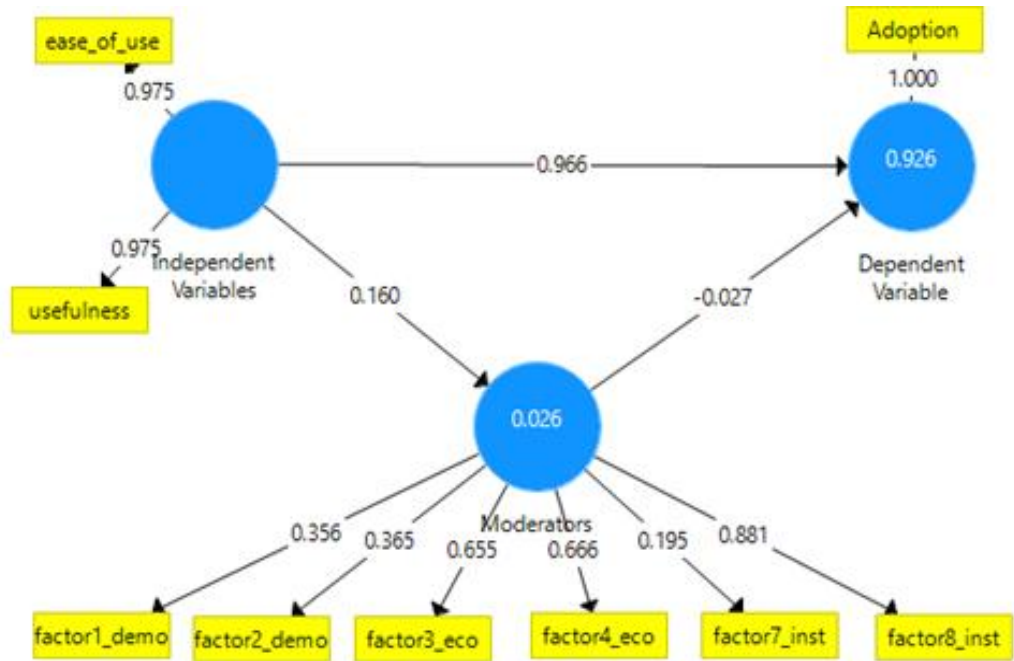 ease_of_use
Adoption
0.975
1.000
0.966
0.926
0.975
Independent
Variables
Dependent
Variable
usefulness
0.160
-0.027
0.026
Moderators
0.356
0.365
0.655
0.666
0.195
0.881
factor1_demo
factor2_demo
factor3_eco
factor4_eco
factor7_inst
factor8_inst